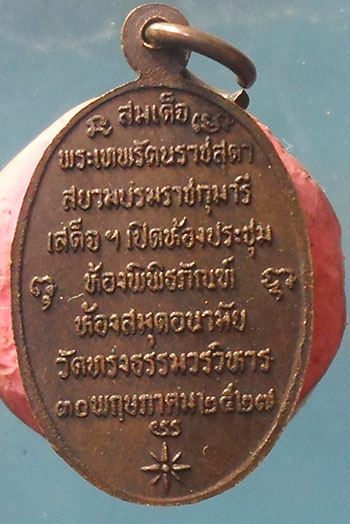 สมเด็จ
พระเทพรัตนราชสุดา
สยามบรมราชกุมารี
เสด็จฯเปิดห้องประชุม
ห้องพิพิธภัณฑ์
ห้องสมุดอนามัย
วัดทรงธรรมวรวิหาร
๓๐พฤษภาคม๒๕๒๗